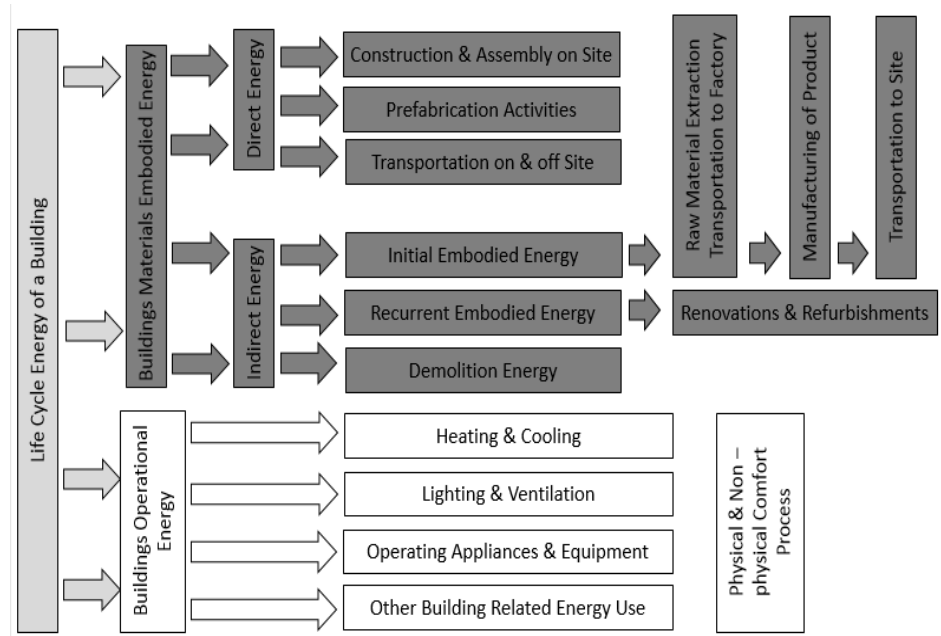 Life Cycle Energy of a Building
Buildings Materials Embodied Energy
Direct Energy
Construction & Assembly on Site
Prefabrication Activities
Transportation on & off Site
Indirect Energy
Initial Embodied Energy
Raw Material Extraction
Transportation to Factory
Manufacturing of Product
Transportation to Site
Recurrent Embodied Energy
Renovations & Refurbishments
Demolition Energy
Buildings Operational
Energy
Heating & Cooling
Lighting & Ventilation
Operating Appliances & Equipment
Other Building Related Energy Use
Physical & Non –
physical Comfort
Process